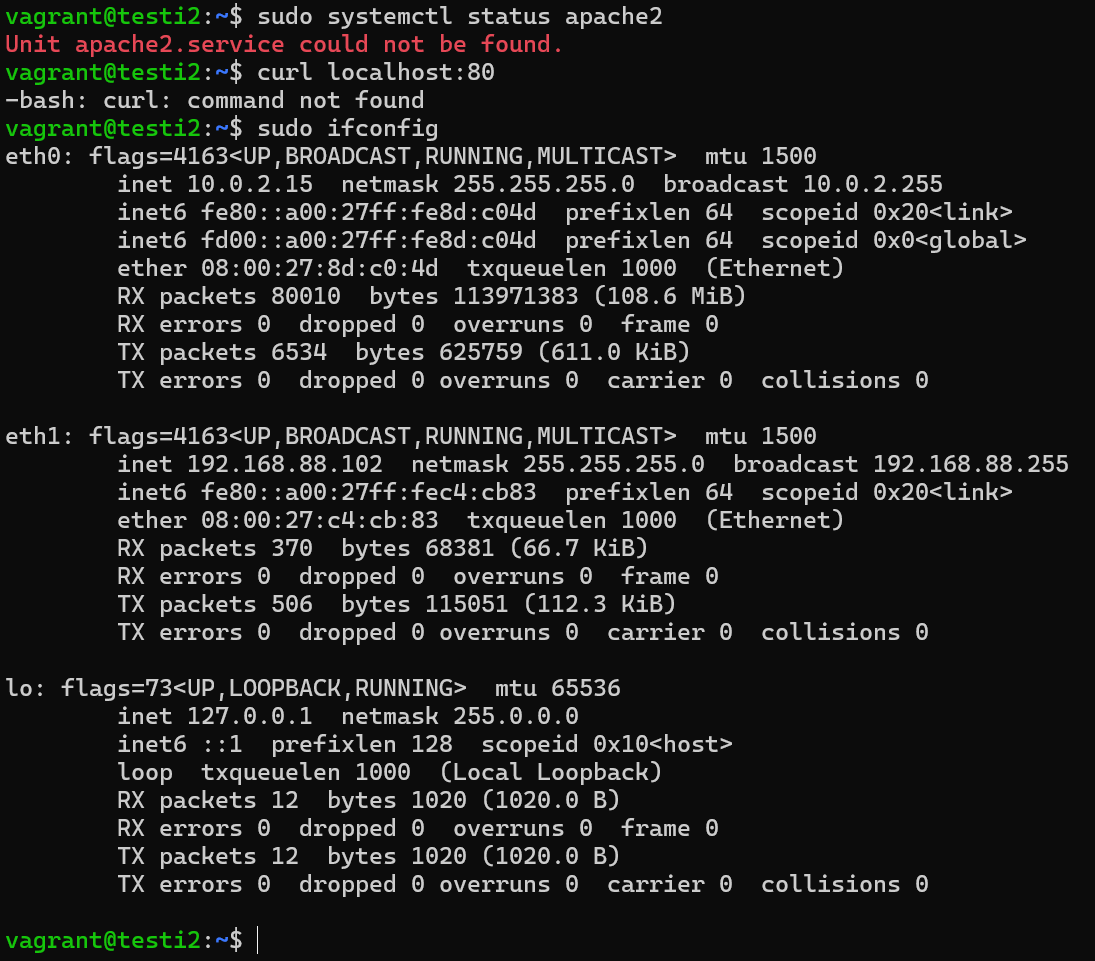 vagrant@testi2:~$ sudo systemctl status apache2
Unit apache2.service could not be found.
vagrant@testi2:~$ curl localhost:80
-bash: curl: command not found
vagrant@testi2:~$ sudo ifconfig
eth0: flags=4163<UP,BROADCAST,RUNNING,MULTICAST>  mtu 1500
        inet 10.0.2.15  netmask 255.255.255.0  broadcast 10.0.2.255
        inet6 fe80::a00:27ff:fe8d:c04d  prefixlen 64  scopeid 0x20<link>
        inet6 fd00::a00:27ff:fe8d:c04d  prefixlen 64  scopeid 0x0<global>
        ether 08:00:27:8d:c0:4d  txqueuelen 1000  (Ethernet)
        RX packets 80010  bytes 113971383 (108.6 MiB)
        RX errors 0  dropped 0  overruns 0  frame 0
        TX packets 6534  bytes 625759 (611.0 KiB)
        TX errors 0  dropped 0 overruns 0  carrier 0  collisions 0

eth1: flags=4163<UP,BROADCAST,RUNNING,MULTICAST>  mtu 1500
        inet 192.168.88.102  netmask 255.255.255.0  broadcast 192.168.88.255
        inet6 fe80::a00:27ff:fec4:cb83  prefixlen 64  scopeid 0x20<link>
        ether 08:00:27:c4:cb:83  txqueuelen 1000  (Ethernet)
        RX packets 370  bytes 68381 (66.7 KiB)
        RX errors 0  dropped 0  overruns 0  frame 0
        TX packets 506  bytes 115051 (112.3 KiB)
        TX errors 0  dropped 0 overruns 0  carrier 0  collisions 0

lo: flags=73<UP,LOOPBACK,RUNNING>  mtu 65536
        inet 127.0.0.1  netmask 255.0.0.0
        inet6 ::1  prefixlen 128  scopeid 0x10<host>
        loop  txqueuelen 1000  (Local Loopback)
        RX packets 12  bytes 1020 (1020.0 B)
        RX errors 0  dropped 0  overruns 0  frame 0
        TX packets 12  bytes 1020 (1020.0 B)
        TX errors 0  dropped 0 overruns 0  carrier 0  collisions 0

vagrant@testi2:~$